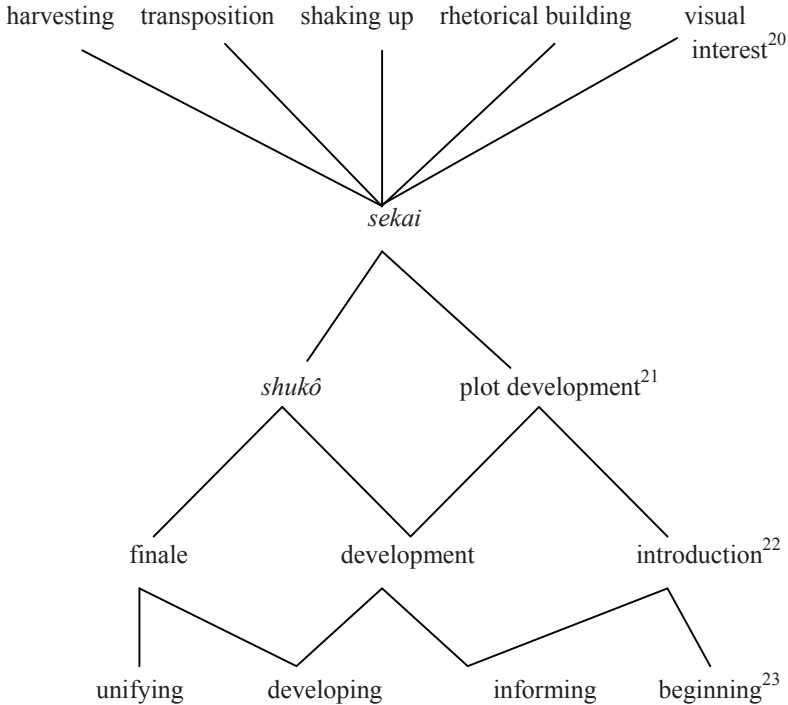 harvesting transposition shaking up rhetorical building visual
interest20
sekai
shukô plot development21
finale development introduction22
unifying developing informing beginning23